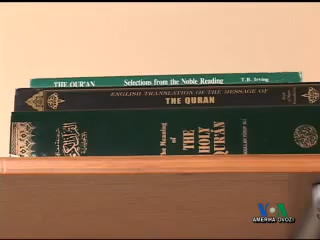 THE QUR'AN Selections from the Noble Reading T.B. Irving
ENGLISH TRANSLATION OF THE MESSAGE OF
THE QURAN
The Meaning
of
THE
HOLY
QUR'ĀN
VOA
AMERIKA OVOZI